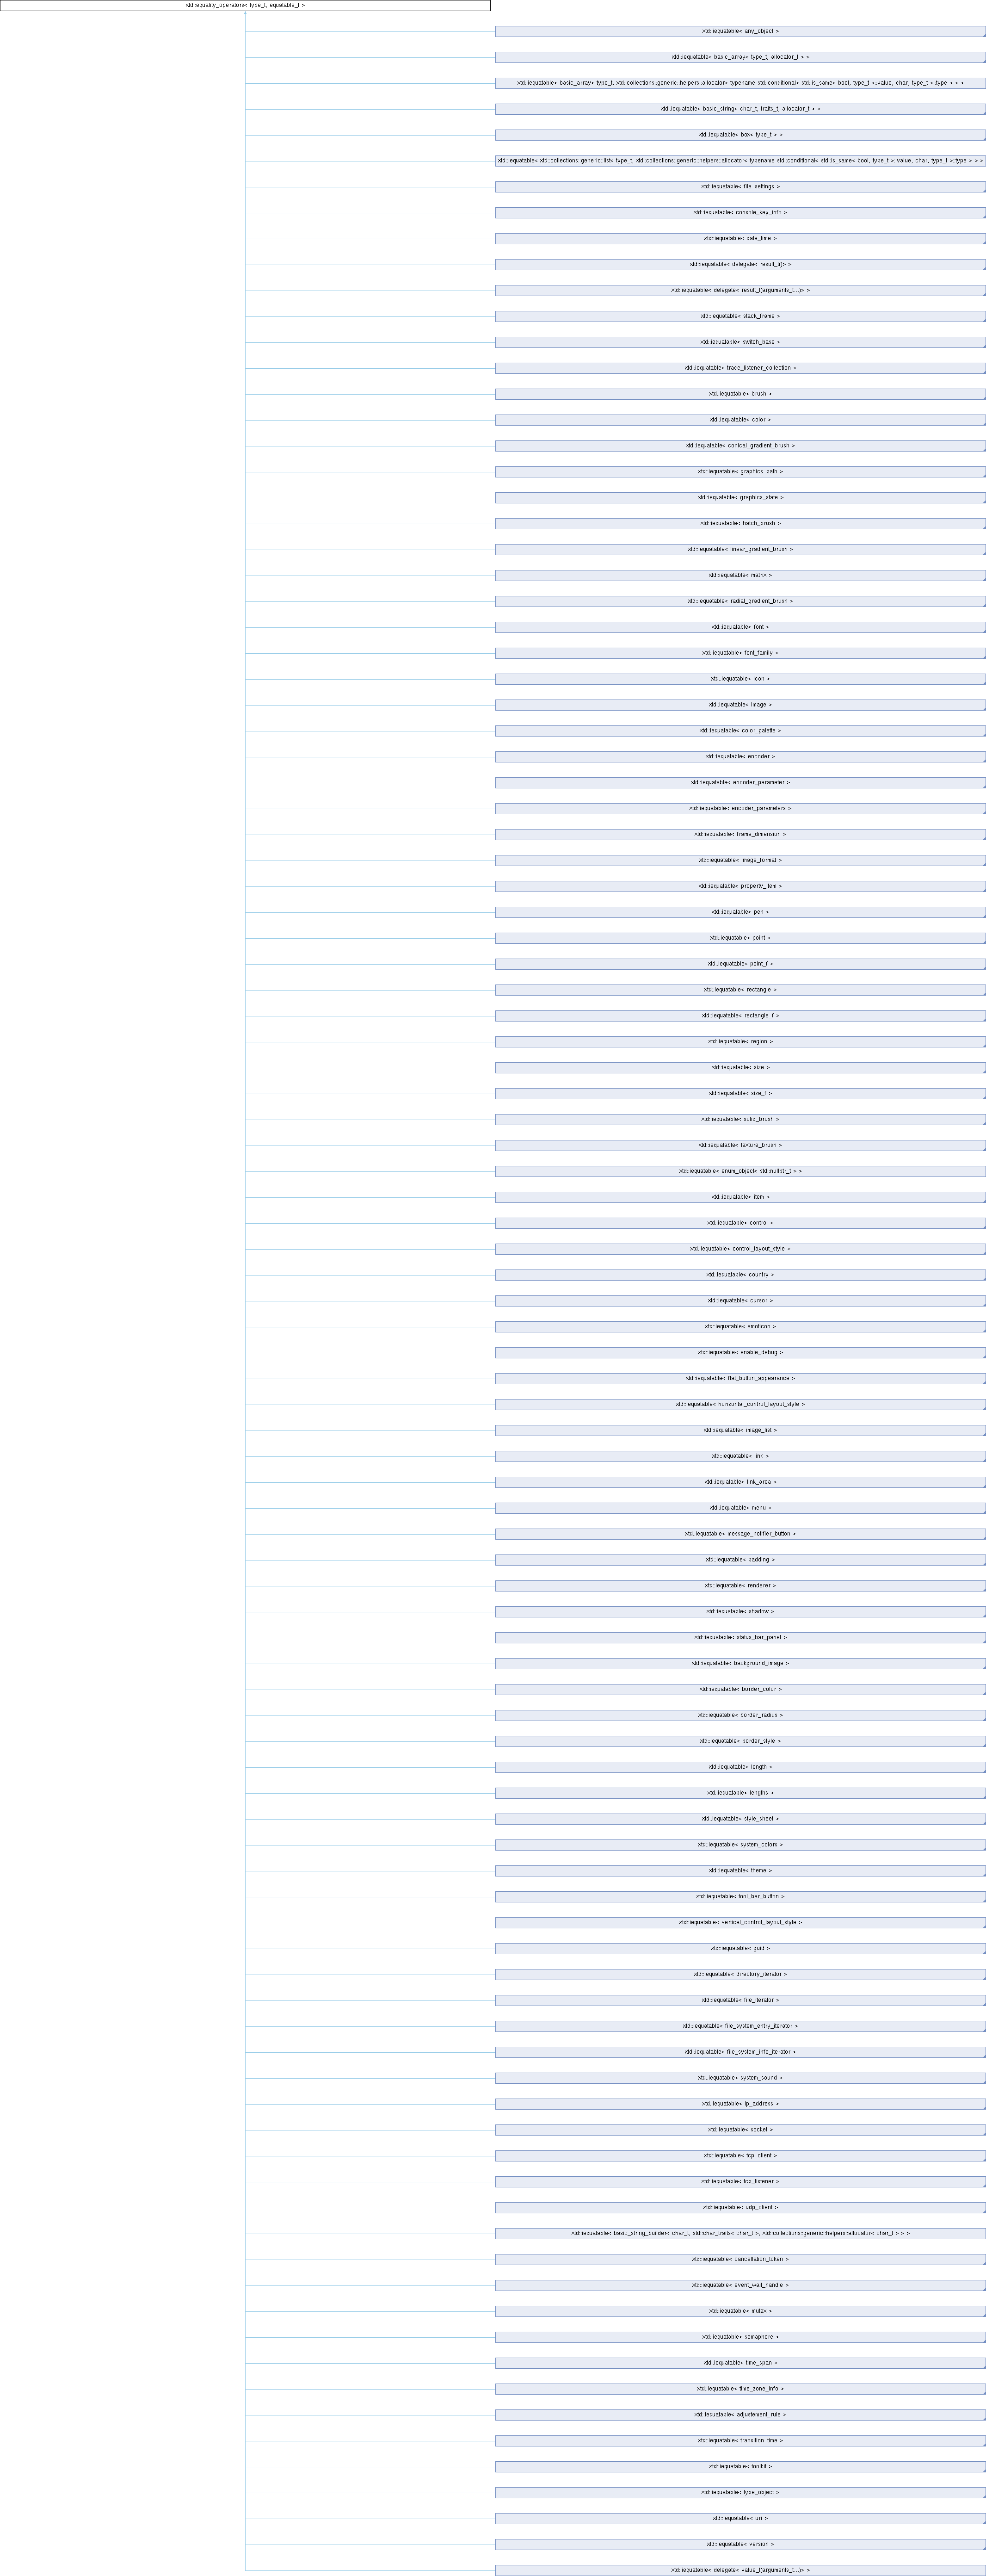 xtd::equality_operators< type_t, equatable_t >
xtd::iequatable< any_object >
xtd::iequatable< basic_array< type_t, allocator_t > >
xtd::iequatable< basic_array< type_t, xtd::collections::generic::helpers::allocator< typename std::conditional< std::is_same< bool, type_t >::value, char, type_t >::type > > >
xtd::iequatable< basic_string< char_t, traits_t, allocator_t > >
xtd::iequatable< box< type_t > >
xtd::iequatable< xtd::collections::generic::list< type_t, xtd::collections::generic::helpers::allocator< typename std::conditional< std::is_same< bool, type_t >::value, char, type_t >::type > > >
xtd::iequatable< file_settings >
xtd::iequatable< console_key_info >
xtd::iequatable< date_time >
xtd::iequatable< delegate< result_t()> >
xtd::iequatable< delegate< result_t(arguments_t...)> >
xtd::iequatable< stack_frame >
xtd::iequatable< switch_base >
xtd::iequatable< trace_listener_collection >
xtd::iequatable< brush >
xtd::iequatable< color >
xtd::iequatable< conical_gradient_brush >
xtd::iequatable< graphics_path >
xtd::iequatable< graphics_state >
xtd::iequatable< hatch_brush >
xtd::iequatable< linear_gradient_brush >
xtd::iequatable< matrix >
xtd::iequatable< radial_gradient_brush >
xtd::iequatable< font >
xtd::iequatable< font_family >
xtd::iequatable< icon >
xtd::iequatable< image >
xtd::iequatable< color_palette >
xtd::iequatable< encoder >
xtd::iequatable< encoder_parameter >
xtd::iequatable< encoder_parameters >
xtd::iequatable< frame_dimension >
xtd::iequatable< image_format >
xtd::iequatable< property_item >
xtd::iequatable< pen >
xtd::iequatable< point >
xtd::iequatable< point_f >
xtd::iequatable< rectangle >
xtd::iequatable< rectangle_f >
xtd::iequatable< region >
xtd::iequatable< size >
xtd::iequatable< size_f >
xtd::iequatable< solid_brush >
xtd::iequatable< texture_brush >
xtd::iequatable< enum_object< std::nullptr_t > >
xtd::iequatable< item >
xtd::iequatable< control >
xtd::iequatable< control_layout_style >
xtd::iequatable< country >
xtd::iequatable< cursor >
xtd::iequatable< emoticon >
xtd::iequatable< enable_debug >
xtd::iequatable< flat_button_appearance >
xtd::iequatable< horizontal_control_layout_style >
xtd::iequatable< image_list >
xtd::iequatable< link >
xtd::iequatable< link_area >
xtd::iequatable< menu >
xtd::iequatable< message_notifier_button >
xtd::iequatable< padding >
xtd::iequatable< renderer >
xtd::iequatable< shadow >
xtd::iequatable< status_bar_panel >
xtd::iequatable< background_image >
xtd::iequatable< border_color >
xtd::iequatable< border_radius >
xtd::iequatable< border_style >
xtd::iequatable< length >
xtd::iequatable< lengths >
xtd::iequatable< style_sheet >
xtd::iequatable< system_colors >
xtd::iequatable< theme >
xtd::iequatable< tool_bar_button >
xtd::iequatable< vertical_control_layout_style >
xtd::iequatable< guid >
xtd::iequatable< directory_iterator >
xtd::iequatable< file_iterator >
xtd::iequatable< file_system_entry_iterator >
xtd::iequatable< file_system_info_iterator >
xtd::iequatable< system_sound >
xtd::iequatable< ip_address >
xtd::iequatable< socket >
xtd::iequatable< tcp_client >
xtd::iequatable< tcp_listener >
xtd::iequatable< udp_client >
xtd::iequatable< basic_string_builder< char_t, std::char_traits< char_t >, xtd::collections::generic::helpers::allocator< char_t > > >
xtd::iequatable< cancellation_token >
xtd::iequatable< event_wait_handle >
xtd::iequatable< mutex >
xtd::iequatable< semaphore >
xtd::iequatable< time_span >
xtd::iequatable< time_zone_info >
xtd::iequatable< adjustement_rule >
xtd::iequatable< transition_time >
xtd::iequatable< toolkit >
xtd::iequatable< type_object >
xtd::iequatable< uri >
xtd::iequatable< version >
xtd::iequatable< delegate< value_t(arguments_t...)> >